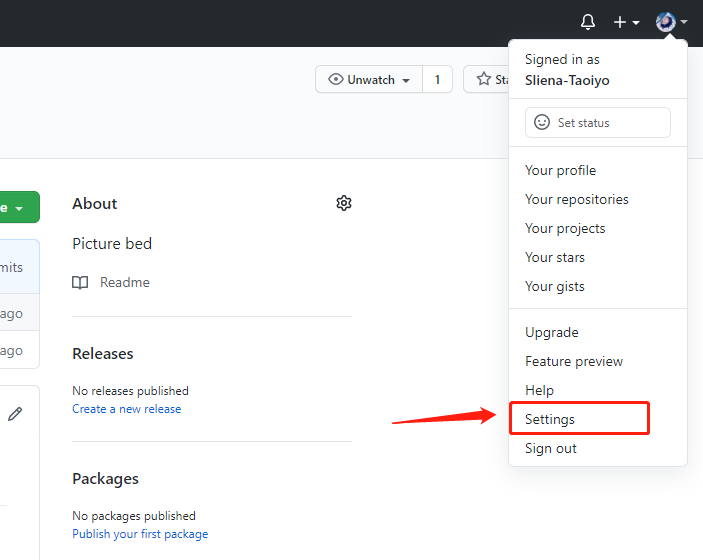 Signed in as
Sliena-Taoiyo
Unwatch
1
Set status
Your profile
Your repositories
Your projects
Your stars
Your gists
Upgrade
Feature preview
Help
Settings
Sign out
mits
ago
ago
About
Picture bed
Readme
Releases
No releases published
Create a new release
Packages
No packages published
Publish your first package